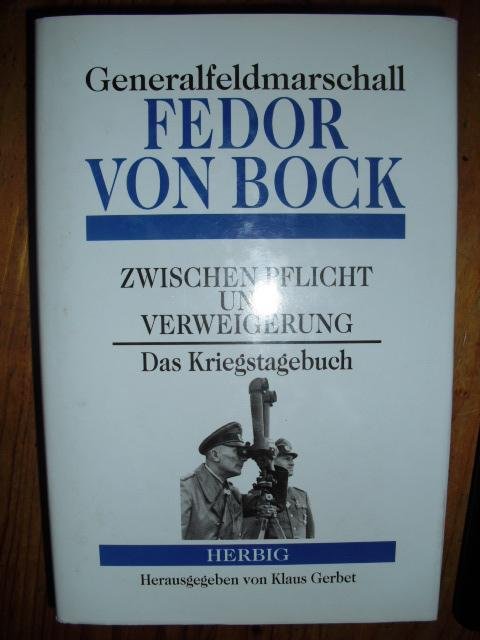 Generalfeldmarschall
FEDOR
VON BOCK
ZWISCHEN PFLICHT
UND
VERWEIGERUNG
Das Kriegstagebuch
HERBIG
Herausgegeben von Klaus Gerbet